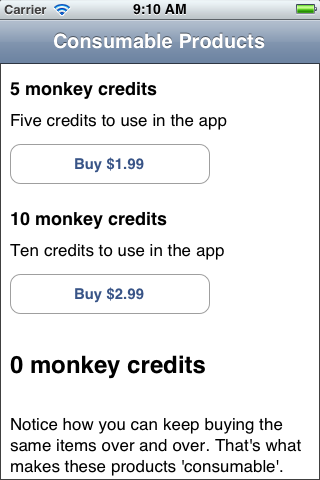 Carrier 9:10 AM
Consumable Products
5 monkey credits
Five credits to use in the app
Buy $1.99
10 monkey credits
Ten credits to use in the app
Buy $2.99
0 monkey credits
Notice how you can keep buying the
same items over and over. That's what
makes these products 'consumable'.